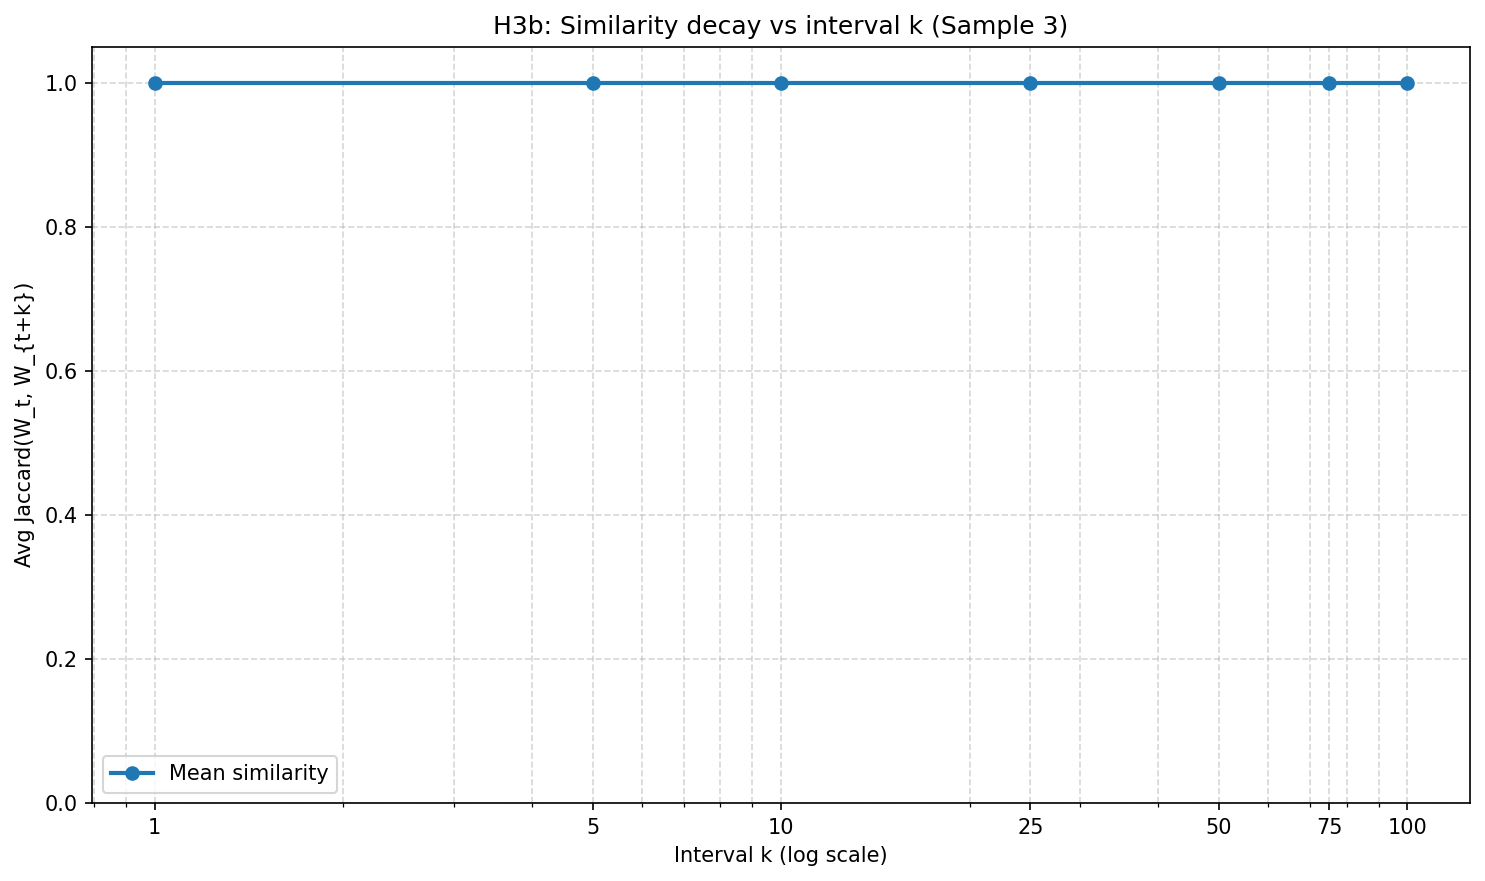 H3b: Similarity decay vs interval k (Sample 3)
Avg Jaccard(W_t, W_{t+k})
1.0
0.8
0.6
0.4
0.2
0.0
Mean similarity
1 5 10 25 50 75 100
Interval k (log scale)